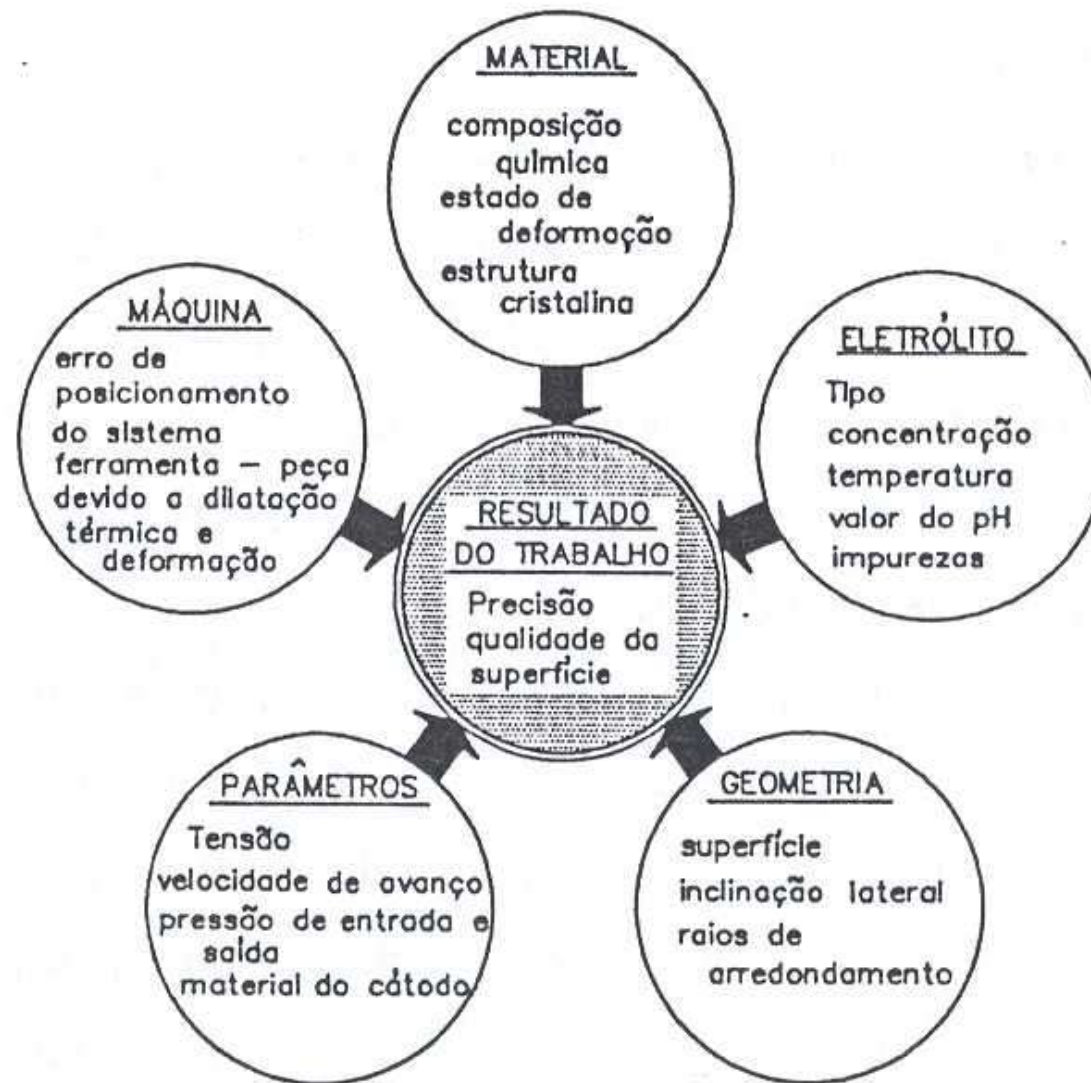 MATERIAL
composição
química
estado de
deformação
estrutura
cristalina
MÁQUINA
erro de
posicionamento
do sistema
ferramenta – peça
devido a dilatação
térmica e
deformação
ELETRÓLITO
Tipo
concentração
temperatura
valor do pH
impurezas
RESULTADO
DO TRABALHO
Precisão
qualidade da
superfície
PARÂMETROS
Tensão
velocidade de avanço
pressão de entrada e
saída
material do cátodo
GEOMETRIA
superfície
inclinação lateral
raios de
arredondamento